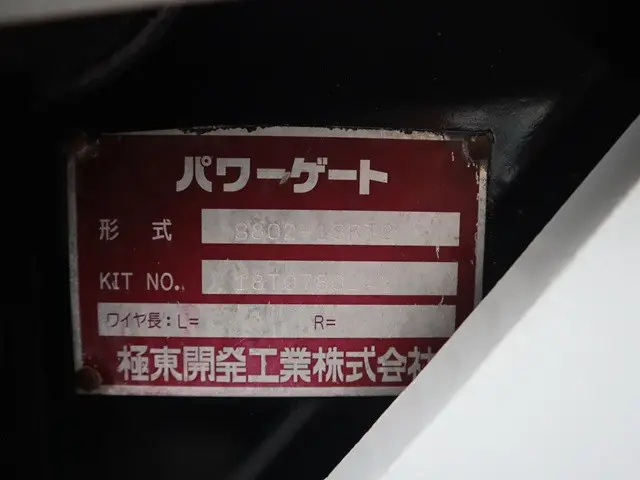 パワーゲート
形式
KIT NO.
ワイヤ長:L= R=
極東開発工業株式会